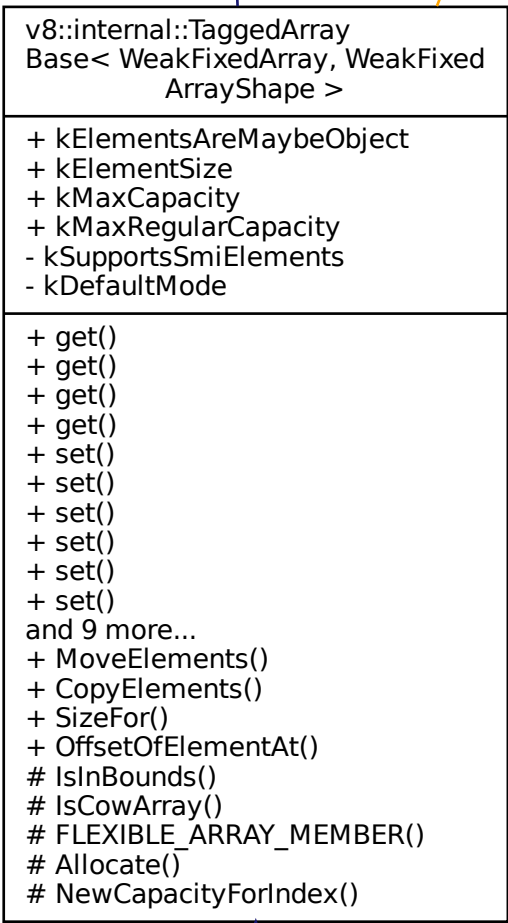 v8::internal::TaggedArray
Base< WeakFixedArray, WeakFixed
ArrayShape >
+ kElementsAreMaybeObject
+ kElementSize
+ kMaxCapacity
+ kMaxRegularCapacity
- kSupportsSmiElements
- kDefaultMode
+ get()
+ get()
+ get()
+ get()
+ set()
+ set()
+ set()
+ set()
+ set()
+ set()
and 9 more...
+ MoveElements()
+ CopyElements()
+ SizeFor()
+ OffsetOfElementAt()
# IsInBounds()
# IsCowArray()
# FLEXIBLE_ARRAY_MEMBER()
# Allocate()
# NewCapacityForIndex()